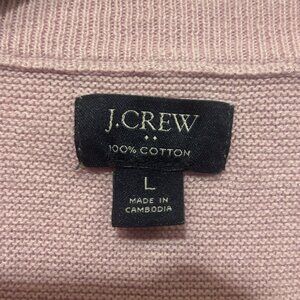 J.CREW
100% COTTON
L
MADE IN
CAMBODIA